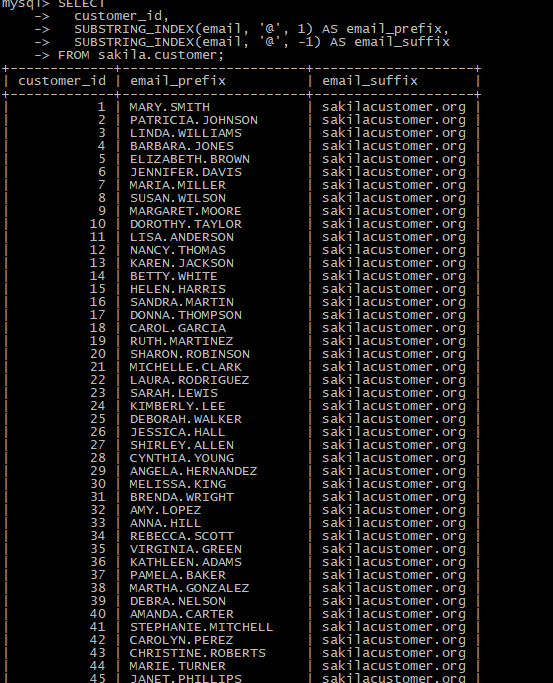 mysql> SELECT
    ->   customer_id,
    ->   SUBSTRING_INDEX(email, '@', 1) AS email_prefix,
    ->   SUBSTRING_INDEX(email, '@', -1) AS email_suffix
    -> FROM sakila.customer;
+-------------+-----------------------+-------------------+
| customer_id | email_prefix          | email_suffix      |
+-------------+-----------------------+-------------------+
|           1 | MARY.SMITH            | sakilacustomer.org |
|           2 | PATRICIA.JOHNSON      | sakilacustomer.org |
|           3 | LINDA.WILLIAMS        | sakilacustomer.org |
|           4 | BARBARA.JONES         | sakilacustomer.org |
|           5 | ELIZABETH.BROWN       | sakilacustomer.org |
|           6 | JENNIFER.DAVIS        | sakilacustomer.org |
|           7 | MARIA.MILLER          | sakilacustomer.org |
|           8 | SUSAN.WILSON          | sakilacustomer.org |
|           9 | MARGARET.MOORE        | sakilacustomer.org |
|          10 | DOROTHY.TAYLOR        | sakilacustomer.org |
|          11 | LISA.ANDERSON         | sakilacustomer.org |
|          12 | NANCY.THOMAS          | sakilacustomer.org |
|          13 | KAREN.JACKSON         | sakilacustomer.org |
|          14 | BETTY.WHITE           | sakilacustomer.org |
|          15 | HELEN.HARRIS          | sakilacustomer.org |
|          16 | SANDRA.MARTIN         | sakilacustomer.org |
|          17 | DONNA.THOMPSON        | sakilacustomer.org |
|          18 | CAROL.GARCIA          | sakilacustomer.org |
|          19 | RUTH.MARTINEZ         | sakilacustomer.org |
|          20 | SHARON.ROBINSON       | sakilacustomer.org |
|          21 | MICHELLE.CLARK        | sakilacustomer.org |
|          22 | LAURA.RODRIGUEZ       | sakilacustomer.org |
|          23 | SARAH.LEWIS           | sakilacustomer.org |
|          24 | KIMBERLY.LEE          | sakilacustomer.org |
|          25 | DEBORAH.WALKER        | sakilacustomer.org |
|          26 | JESSICA.HALL          | sakilacustomer.org |
|          27 | SHIRLEY.ALLEN         | sakilacustomer.org |
|          28 | CYNTHIA.YOUNG         | sakilacustomer.org |
|          29 | ANGELA.HERNANDEZ      | sakilacustomer.org |
|          30 | MELISSA.KING          | sakilacustomer.org |
|          31 | BRENDA.WRIGHT         | sakilacustomer.org |
|          32 | AMY.LOPEZ             | sakilacustomer.org |
|          33 | ANNA.HILL             | sakilacustomer.org |
|          34 | REBECCA.SCOTT         | sakilacustomer.org |
|          35 | VIRGINIA.GREEN        | sakilacustomer.org |
|          36 | KATHLEEN.ADAMS        | sakilacustomer.org |
|          37 | PAMELA.BAKER          | sakilacustomer.org |
|          38 | MARTHA.GONZALEZ       | sakilacustomer.org |
|          39 | DEBRA.NELSON          | sakilacustomer.org |
|          40 | AMANDA.CARTER         | sakilacustomer.org |
|          41 | STEPHANIE.MITCHELL    | sakilacustomer.org |
|          42 | CAROLYN.PEREZ         | sakilacustomer.org |
|          43 | CHRISTINE.ROBERTS     | sakilacustomer.org |
|          44 | MARIE.TURNER          | sakilacustomer.org |
|          45 | JANET.PHILLIPS        | sakilacustomer.org |